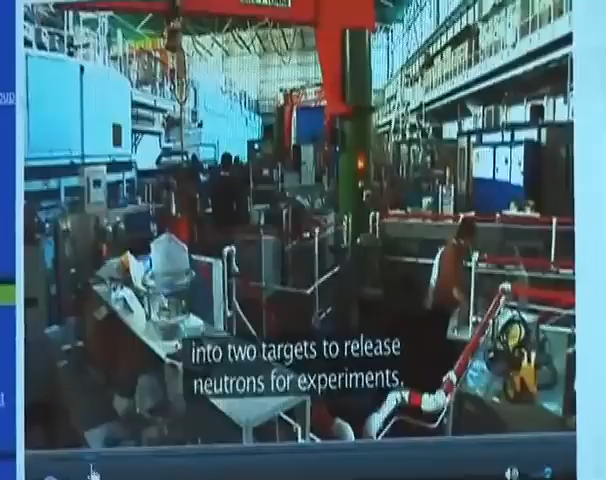 into two targets to release
neutrons for experiments.